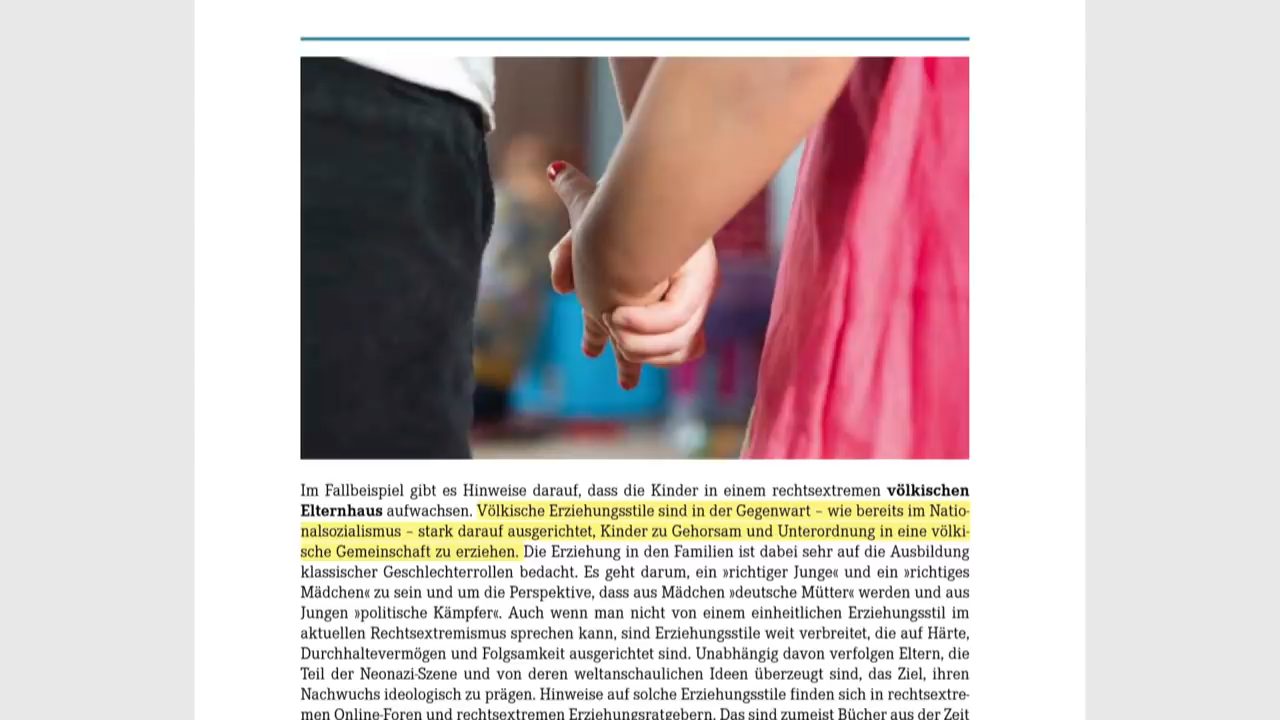 Im Fallbeispiel gibt es Hinweise darauf, dass die Kinder in einem rechtsextremen völkischen
Elternhaus aufwachsen. Völkische Erziehungsstile sind in der Gegenwart – wie bereits im Natio-
nalsozialismus – stark darauf ausgerichtet, Kinder zu Gehorsam und Unterordnung in eine völki-
sche Gemeinschaft zu erziehen. Die Erziehung in den Familien ist dabei sehr auf die Ausbildung
klassischer Geschlechterrollen bedacht. Es geht darum, ein »richtiger Junge« und ein »richtiges
Mädchen« zu sein und um die Perspektive, dass aus Mädchen »deutsche Mütter« werden und aus
Jungen »politische Kämpfer«. Auch wenn man nicht von einem einheitlichen Erziehungsstil im
aktuellen Rechtsextremismus sprechen kann, sind Erziehungsstile weit verbreitet, die auf Härte,
Durchhaltevermögen und Folgsamkeit ausgerichtet sind. Unabhängig davon verfolgen Eltern, die
Teil der Neonazi-Szene und von deren weltanschaulichen Ideen überzeugt sind, das Ziel, ihren
Nachwuchs ideologisch zu prägen. Hinweise auf solche Erziehungsstile finden sich in rechtsextre-
men Online-Foren und rechtsextremen Erziehungsratgebern. Das sind zumeist Bücher aus der Zeit